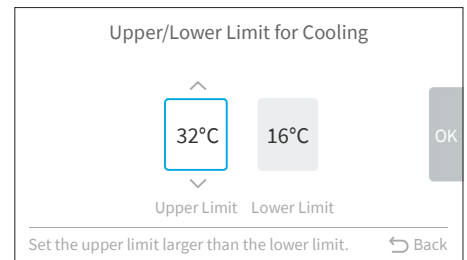 Upper/Lower Limit for Cooling
32°C 16°C
OK
Upper Limit Lower Limit
Set the upper limit larger than the lower limit. Back